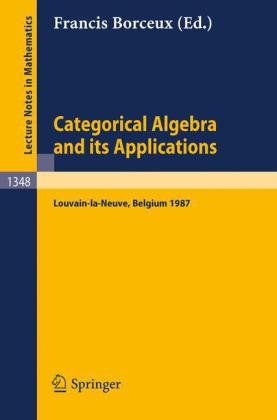 Francis Borceux (Ed.)
Lecture Notes in Mathematics
1348
Categorical Algebra
and its Applications
Louvain-la-Neuve, Belgium 1987
Springer